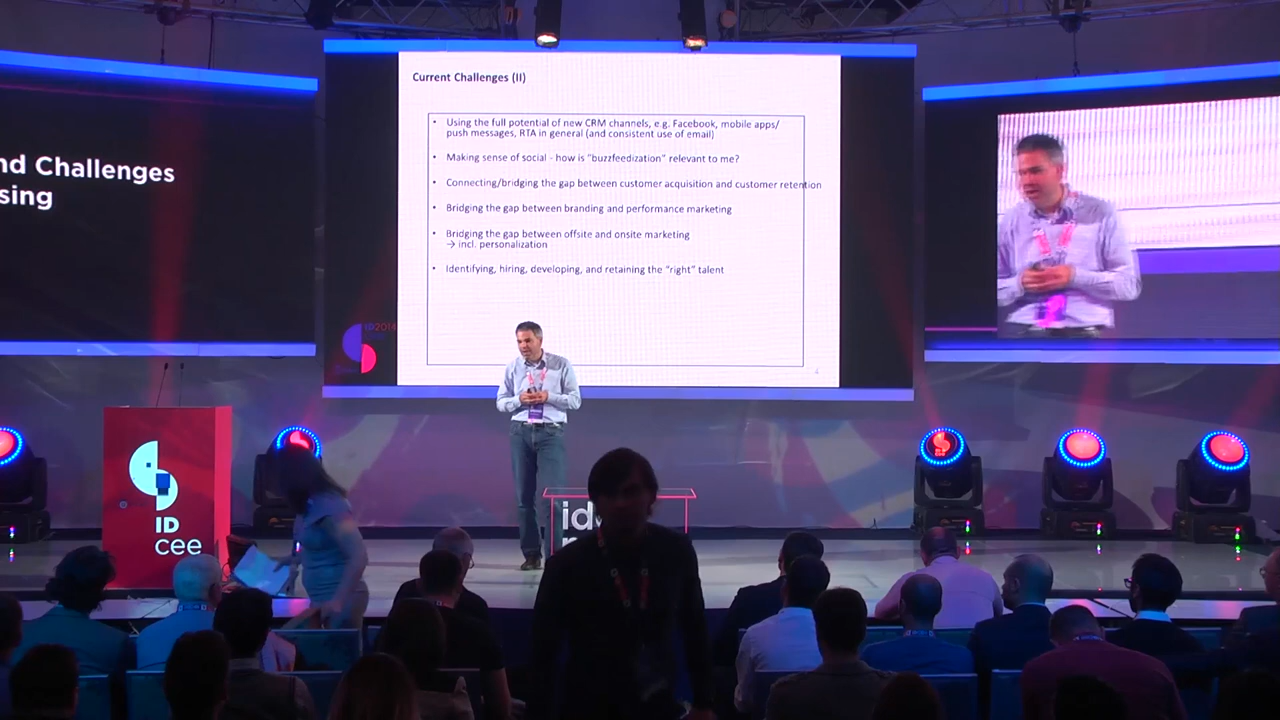 nd Challenges
sing
Current Challenges (II)
• Using the full potential of new CRM channels, e.g. Facebook, mobile apps/
push messages, RTA in general (and consistent use of email)
• Making sense of social - how is "buzzfeedization" relevant to me?
• Connecting/bridging the gap between customer acquisition and customer retention
• Bridging the gap between branding and performance marketing
• Bridging the gap between offsite and onsite marketing
→ incl. personalization
• Identifying, hiring, developing, and retaining the "right" talent
4
ID2014
ID
cee
id